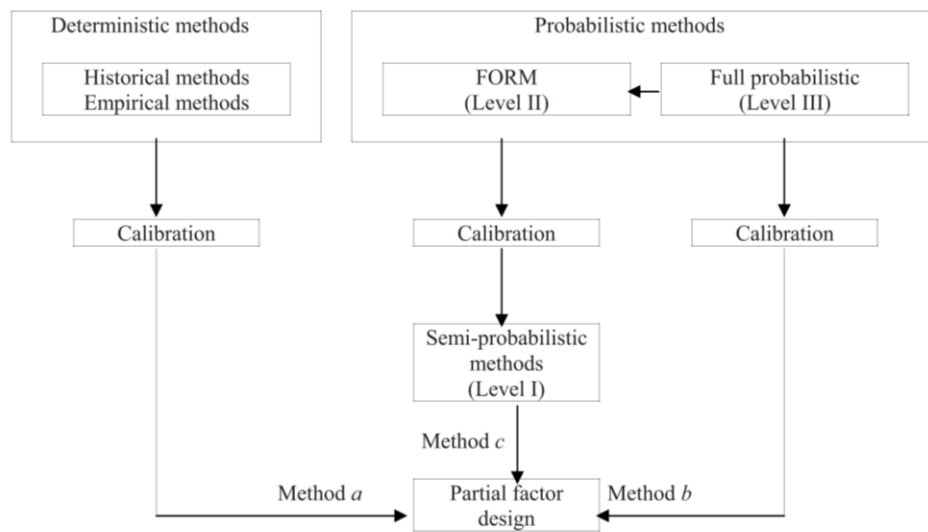 Deterministic methods
Probabilistic methods
Historical methods
Empirical methods
FORM
(Level II)
Full probabilistic
(Level III)
Calibration
Calibration
Calibration
Semi-probabilistic
methods
(Level I)
Method c
Method a
Partial factor
design
Method b